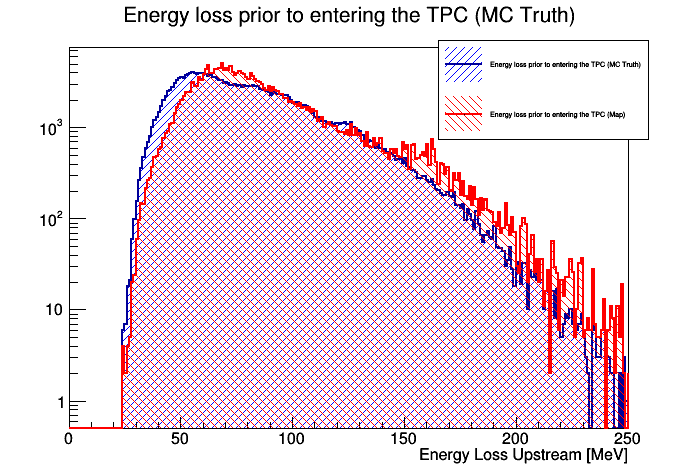 Energy loss prior to entering the TPC (MC Truth)
Energy loss prior to entering the TPC (MC Truth)
Energy loss prior to entering the TPC (Map)
10³
10²
10
1
0 50 100 150 200 250
Energy Loss Upstream [MeV]